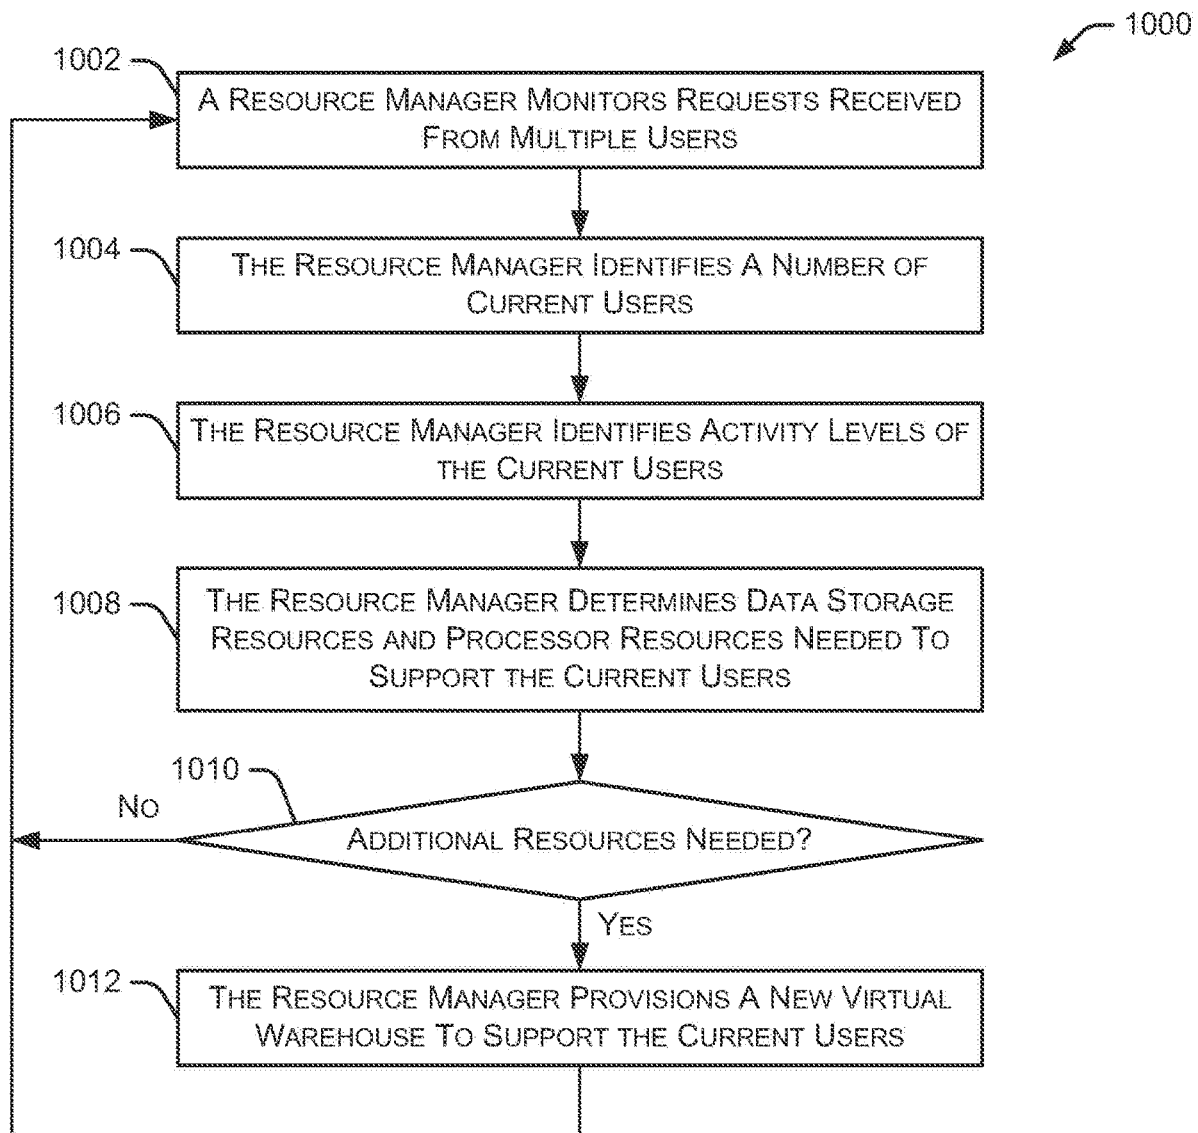 1000
1002
A RESOURCE MANAGER MONITORS REQUESTS RECEIVED
FROM MULTIPLE USERS
1004
THE RESOURCE MANAGER IDENTIFIES A NUMBER OF
CURRENT USERS
1006
THE RESOURCE MANAGER IDENTIFIES ACTIVITY LEVELS OF
THE CURRENT USERS
1008
THE RESOURCE MANAGER DETERMINES DATA STORAGE
RESOURCES AND PROCESSOR RESOURCES NEEDED TO
SUPPORT THE CURRENT USERS
1010
NO
ADDITIONAL RESOURCES NEEDED?
YES
1012
THE RESOURCE MANAGER PROVISIONS A NEW VIRTUAL
WAREHOUSE TO SUPPORT THE CURRENT USERS